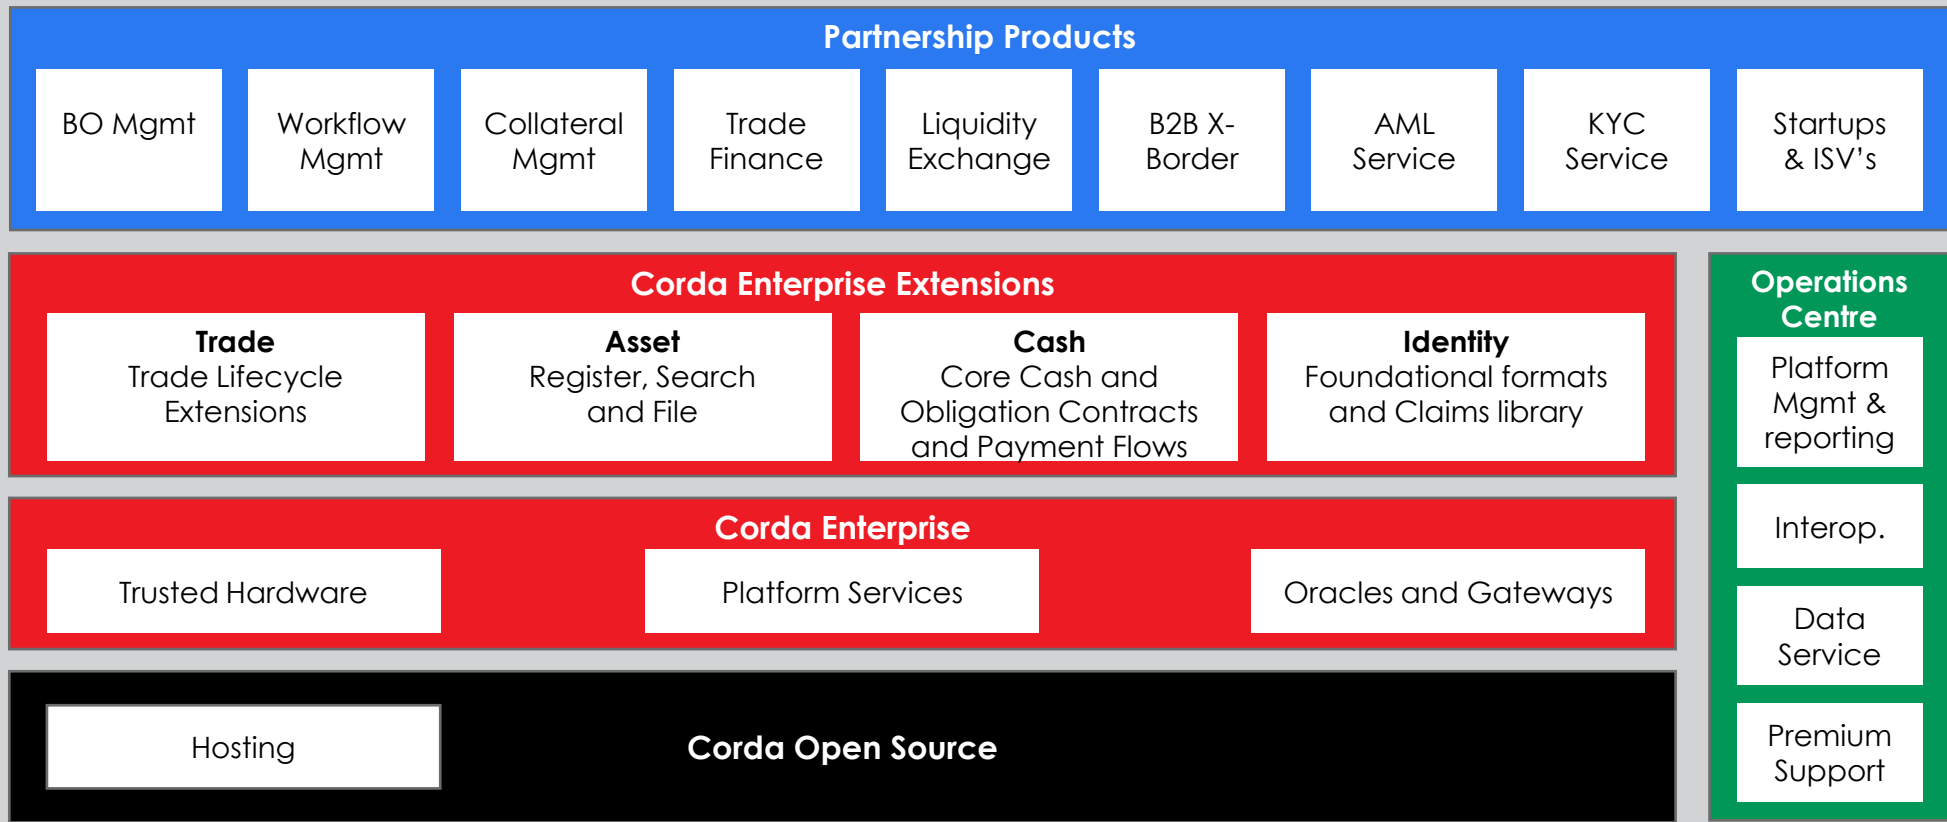 Partnership Products
BO Mgmt
Workflow
Mgmt
Collateral
Mgmt
Trade
Finance
Liquidity
Exchange
B2B X-
Border
AML
Service
KYC
Service
Startups
& ISV’s
Corda Enterprise Extensions
Trade
Trade Lifecycle
Extensions
Asset
Register, Search
and File
Cash
Core Cash and
Obligation Contracts
and Payment Flows
Identity
Foundational formats
and Claims library
Corda Enterprise
Trusted Hardware
Platform Services
Oracles and Gateways
Hosting
Corda Open Source
Operations
Centre
Platform
Mgmt &
reporting
Interop.
Data
Service
Premium
Support